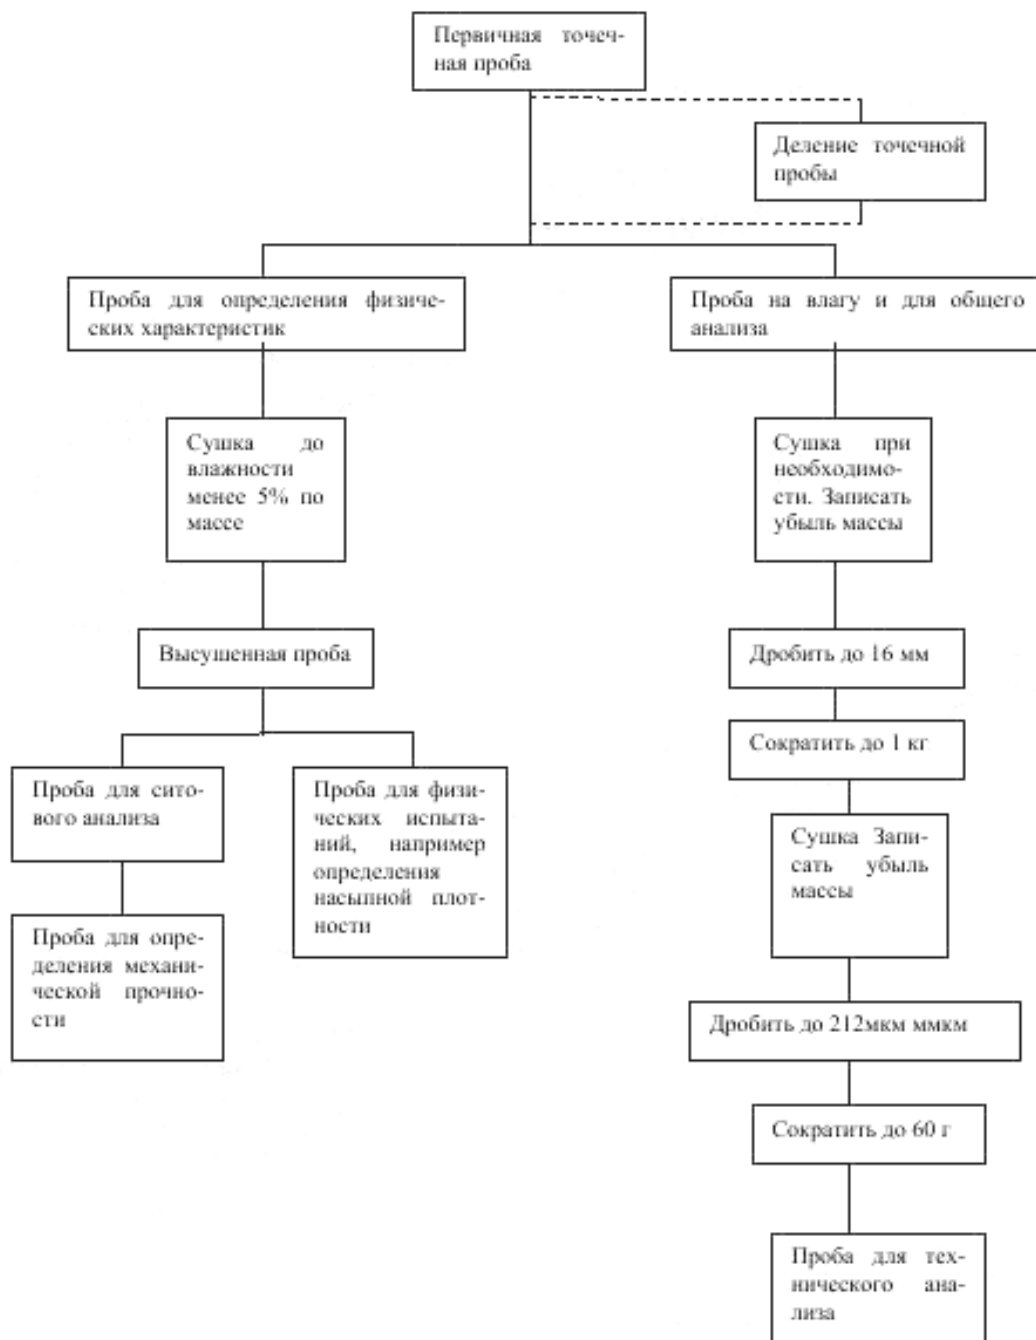 Первичная точеч-
ная проба
Деление точечной
пробы
Проба для определения физиче-
ских характеристик
Проба на влагу и для общего
анализа
Сушка до
влажности
менее 5% по
массе
Сушка при
необходимо-
сти. Записать
убыль массы
Высушенная проба
Дробить до 16 мм
Сократить до 1 кг
Проба для сито-
вого анализа
Проба для физи-
ческих испыта-
ний, например
определения
насыпной плот-
ности
Сушка Запи-
сать убыль
массы
Проба для опре-
деления механи-
ческой прочно-
сти
Дробить до 212мкм ммкм
Сократить до 60 г
Проба для тех-
нического ана-
лиза